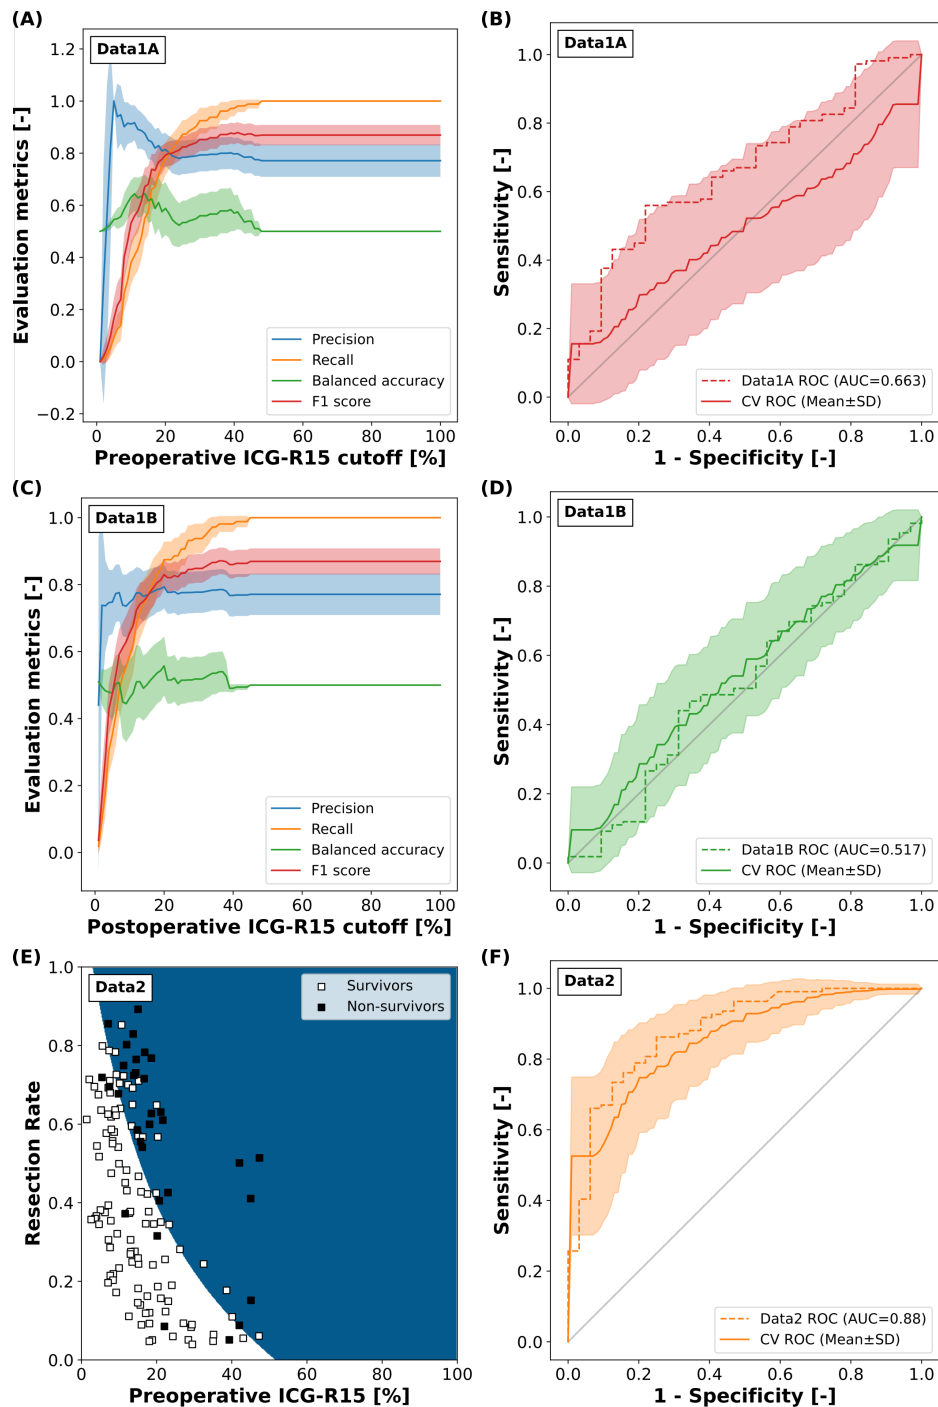 (A)
Data1A
Evaluation metrics [-]
1.2
1.0
0.8
0.6
0.4
0.2
0.0
−0.2
Precision
Recall
Balanced accuracy
F1 score
0 20 40 60 80 100
Preoperative ICG-R15 cutoff [%]
(B)
Data1A
Sensitivity [-]
1.0
0.8
0.6
0.4
0.2
0.0
Data1A ROC (AUC=0.663)
CV ROC (Mean±SD)
0.0 0.2 0.4 0.6 0.8 1.0
1 - Specificity [-]
(C)
Data1B
Evaluation metrics [-]
1.0
0.8
0.6
0.4
0.2
0.0
Precision
Recall
Balanced accuracy
F1 score
0 20 40 60 80 100
Postoperative ICG-R15 cutoff [%]
(D)
Data1B
Sensitivity [-]
1.0
0.8
0.6
0.4
0.2
0.0
Data1B ROC (AUC=0.517)
CV ROC (Mean±SD)
0.0 0.2 0.4 0.6 0.8 1.0
1 - Specificity [-]
(E)
Data2
Survivors
Non-survivors
Resection Rate
1.0
0.8
0.6
0.4
0.2
0.0
0 20 40 60 80 100
Preoperative ICG-R15 [%]
(F)
Data2
Sensitivity [-]
1.0
0.8
0.6
0.4
0.2
0.0
Data2 ROC (AUC=0.88)
CV ROC (Mean±SD)
0.0 0.2 0.4 0.6 0.8 1.0
1 - Specificity [-]